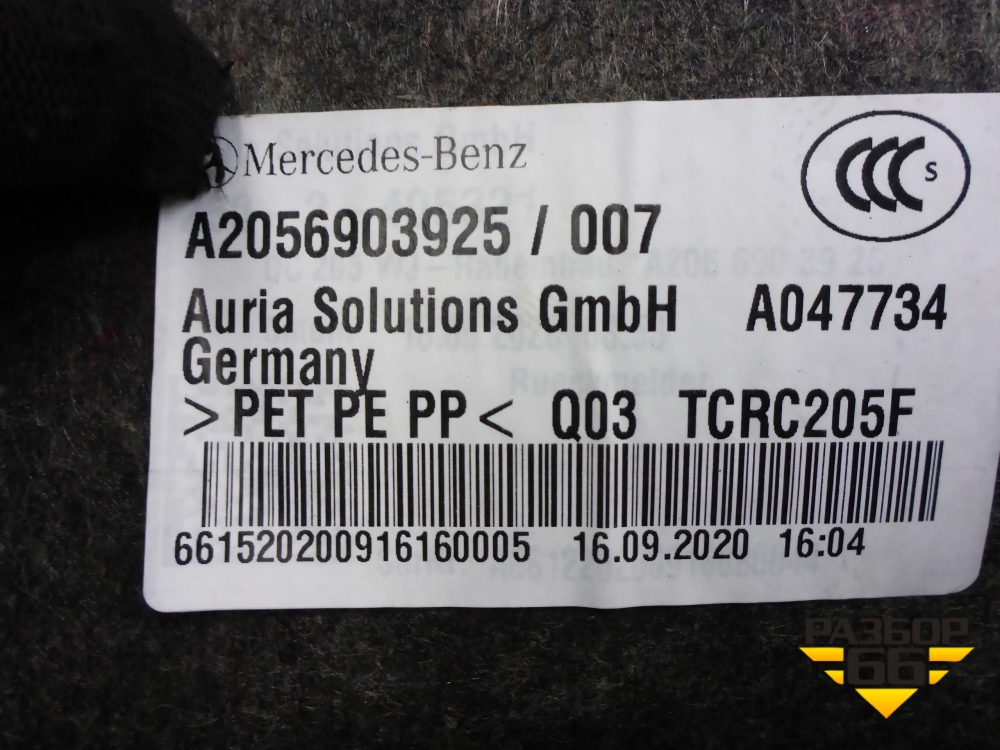 Mercedes-Benz
CCC S
A2056903925 / 007
Auria Solutions GmbH A047734
Germany
>PET PE PP< Q03 TCRC205F
661520200916160005 16.09.2020 16:04
РАЗБОР
66